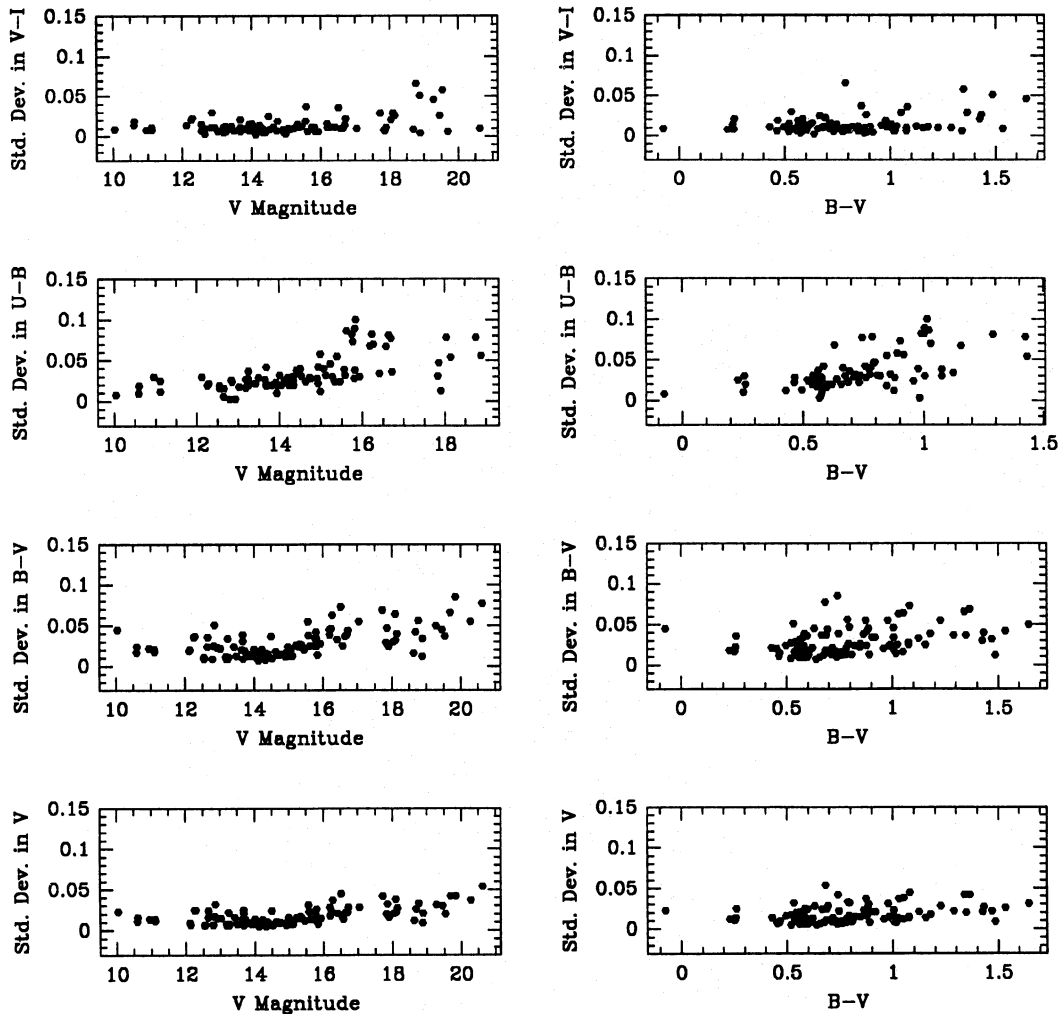 Std. Dev. in V-I
0.15
0.1
0.05
0
10 12 14 16 18 20
V Magnitude
Std. Dev. in V-I
0.15
0.1
0.05
0
0 0.5 1 1.5
B-V
Std. Dev. in U-B
0.15
0.1
0.05
0
10 12 14 16 18
V Magnitude
Std. Dev. in U-B
0.15
0.1
0.05
0
0 0.5 1 1.5
B-V
Std. Dev. in B-V
0.15
0.1
0.05
0
10 12 14 16 18 20
V Magnitude
Std. Dev. in B-V
0.15
0.1
0.05
0
0 0.5 1 1.5
B-V
Std. Dev. in V
0.15
0.1
0.05
0
10 12 14 16 18 20
V Magnitude
Std. Dev. in V
0.15
0.1
0.05
0
0 0.5 1 1.5
B-V